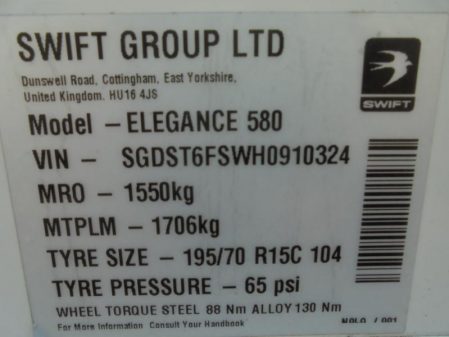 SWIFT GROUP LTD
Dunswell Road, Cottingham, East Yorkshire,
United Kingdom. HU16 4JS
SWIFT
Model – ELEGANCE 580
VIN – SGDST6FSWH0910324
MRO – 1550kg
MTPLM – 1706kg
TYRE SIZE – 195/70 R15C 104
TYRE PRESSURE – 65 psi
WHEEL TORQUE STEEL 88 Nm ALLOY 130 Nm
For More Information Consult Your Handbook